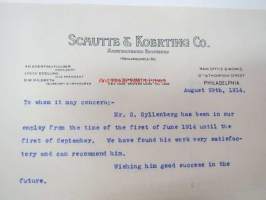 SCHUTTE & KOERTING CO.
PHILADELPHIA
August 29th, 1914.
To whom it may concern;-
Mr. S. Gyllenberg has been in our
employ from the time of the first of June 1914 until the
first of September. We have found his work very satisfac-
tory and can recommend him.
Wishing him good success in the
future.